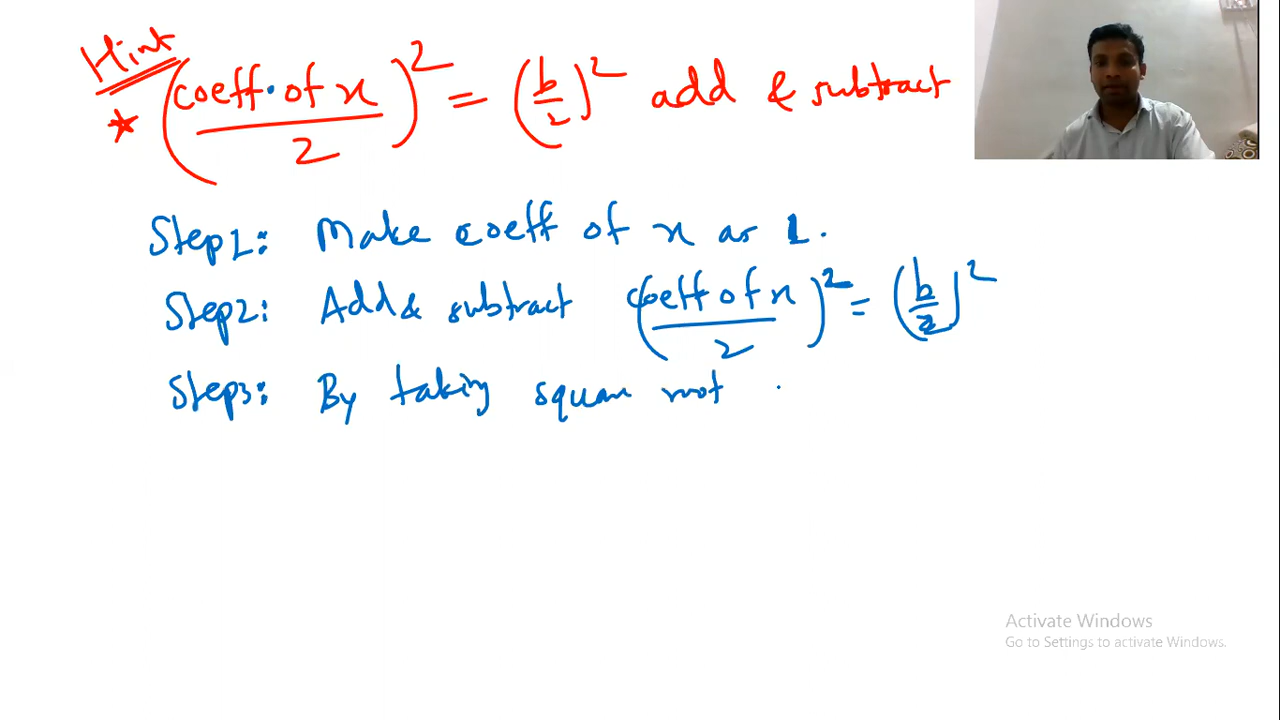 Hint
★ (coeff. of x / 2)² = (b/2)² add & subtract
Step1: Make coeff of x as 1.
Step2: Add & subtract (coeff of x / 2)² = (b/2)²
Step3: By taking square root
Activate Windows
Go to Settings to activate Windows.